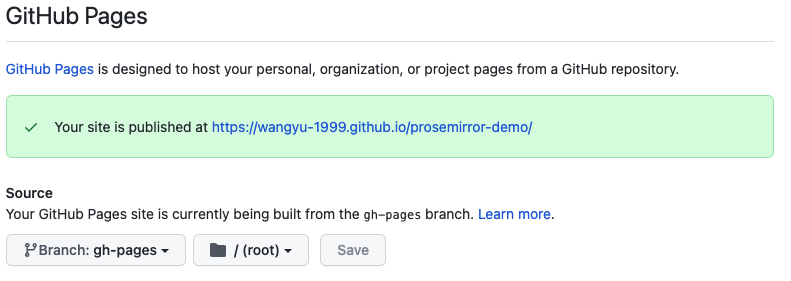 GitHub Pages
GitHub Pages is designed to host your personal, organization, or project pages from a GitHub repository.
Your site is published at https://wangyu-1999.github.io/prosemirror-demo/
Source
Your GitHub Pages site is currently being built from the gh-pages branch. Learn more.
Branch: gh-pages / (root) Save